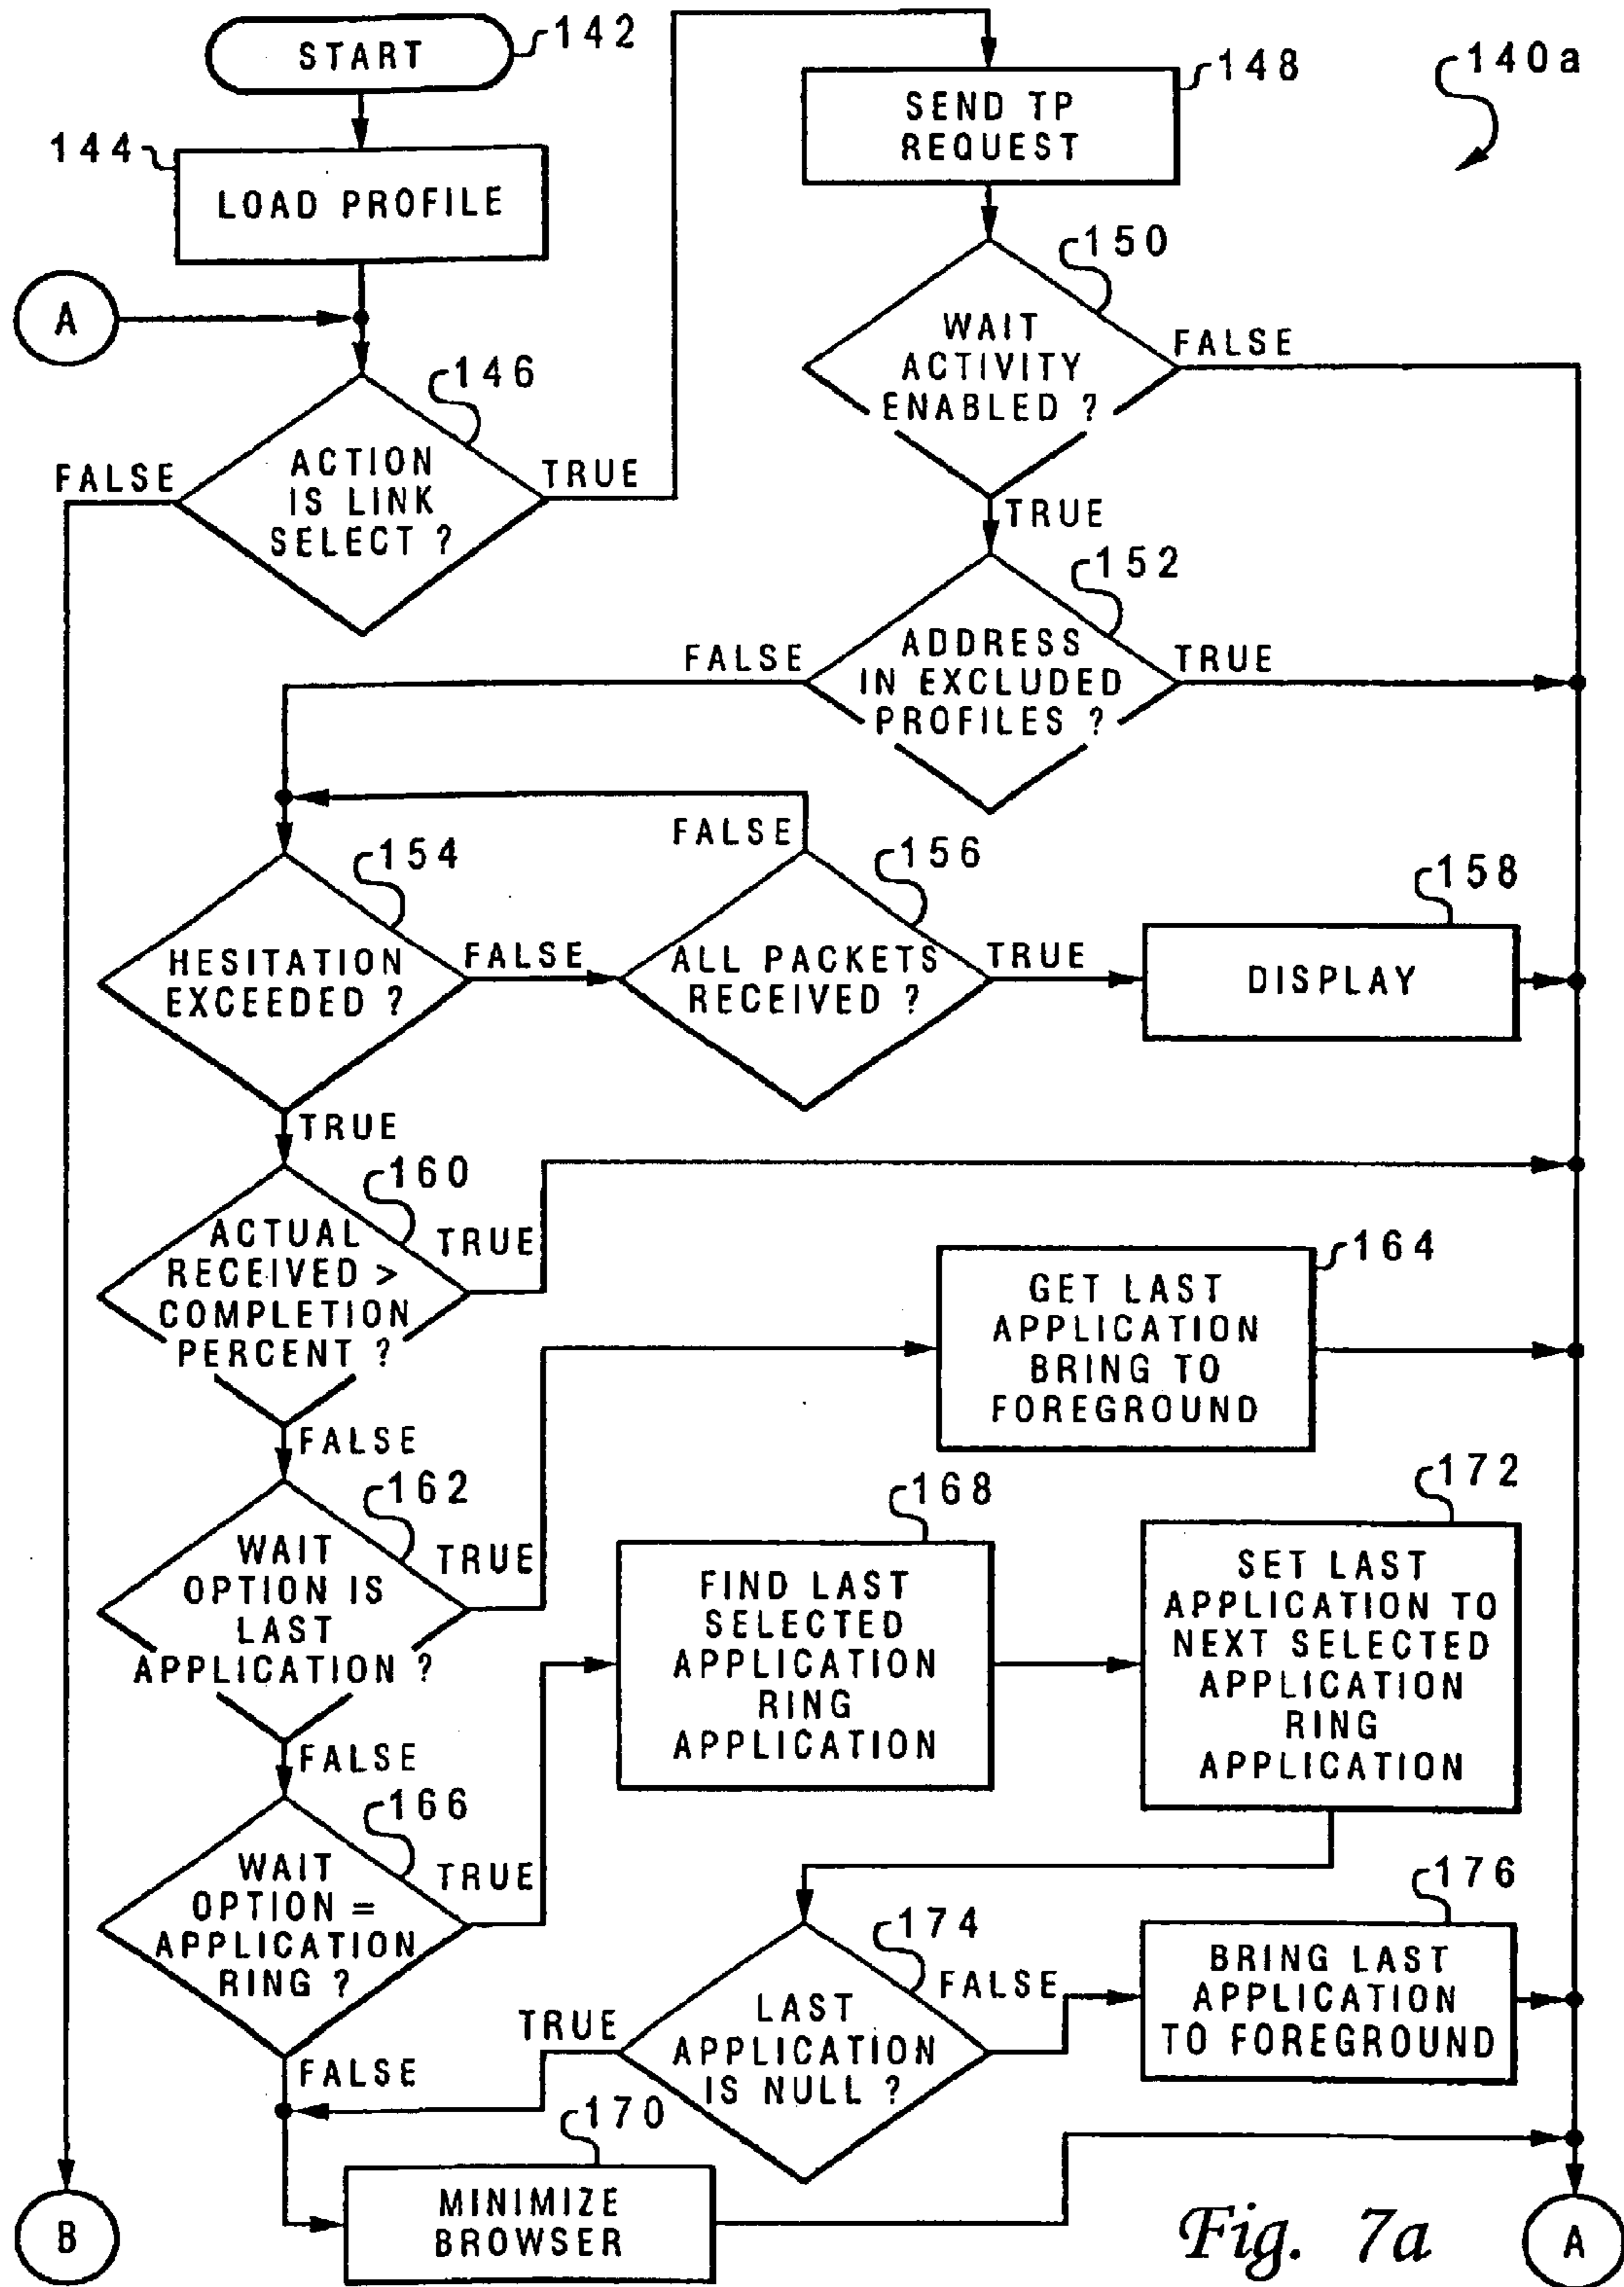 START
142
144
LOAD PROFILE
A
146
ACTION
IS LINK
SELECT ?
FALSE
TRUE
148
SEND TP
REQUEST
140a
150
WAIT
ACTIVITY
ENABLED ?
FALSE
TRUE
152
ADDRESS
IN EXCLUDED
PROFILES ?
FALSE
TRUE
154
HESITATION
EXCEEDED ?
FALSE
TRUE
156
ALL PACKETS
RECEIVED ?
FALSE
TRUE
158
DISPLAY
160
ACTUAL
RECEIVED >
COMPLETION
PERCENT ?
TRUE
FALSE
162
WAIT
OPTION IS
LAST
APPLICATION ?
TRUE
FALSE
164
GET LAST
APPLICATION
BRING TO
FOREGROUND
166
WAIT
OPTION =
APPLICATION
RING ?
TRUE
FALSE
168
FIND LAST
SELECTED
APPLICATION
RING
APPLICATION
172
SET LAST
APPLICATION TO
NEXT SELECTED
APPLICATION
RING
APPLICATION
174
LAST
APPLICATION
IS NULL ?
TRUE
FALSE
176
BRING LAST
APPLICATION
TO FOREGROUND
170
MINIMIZE
BROWSER
B
Fig. 7a
A